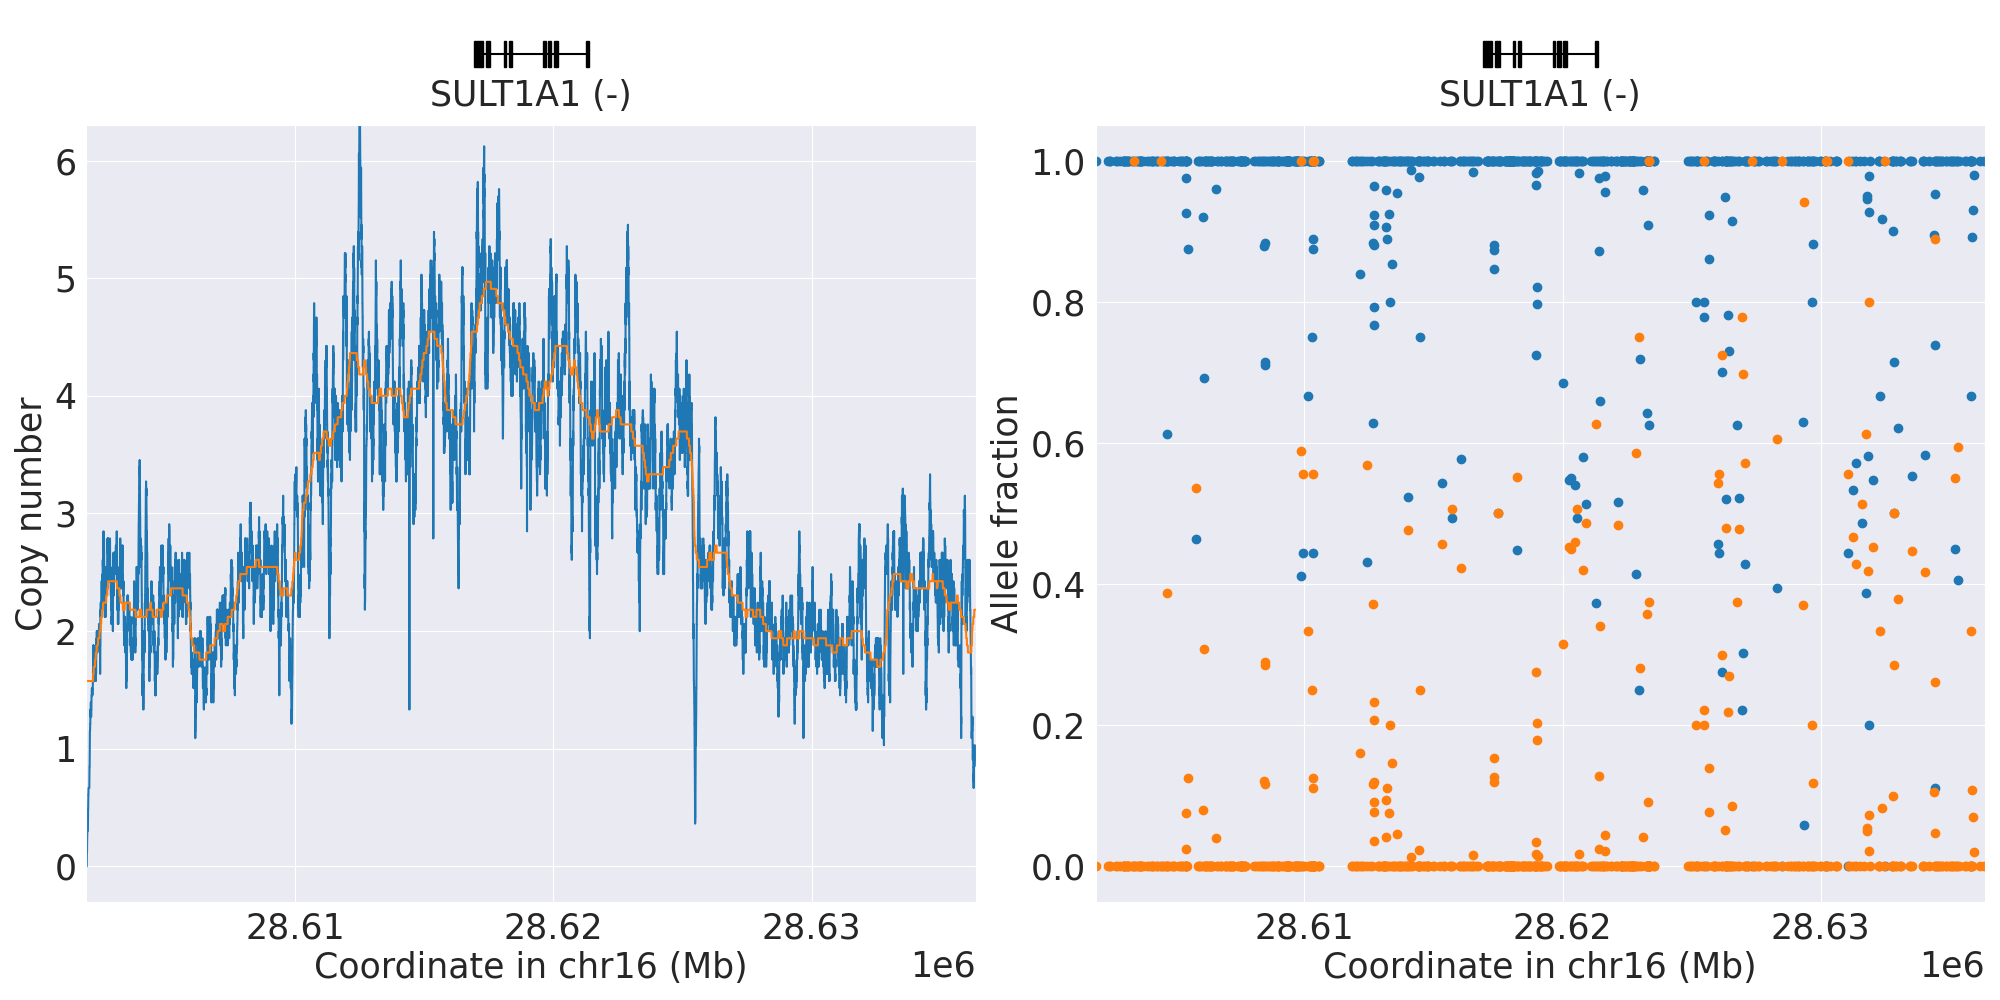 SULT1A1 (-)
6
5
4
3
2
1
0
Copy number
28.61
28.62
28.63
Coordinate in chr16 (Mb)
1e6
SULT1A1 (-)
1.0
0.8
0.6
0.4
0.2
0.0
Allele fraction
28.61
28.62
28.63
Coordinate in chr16 (Mb)
1e6